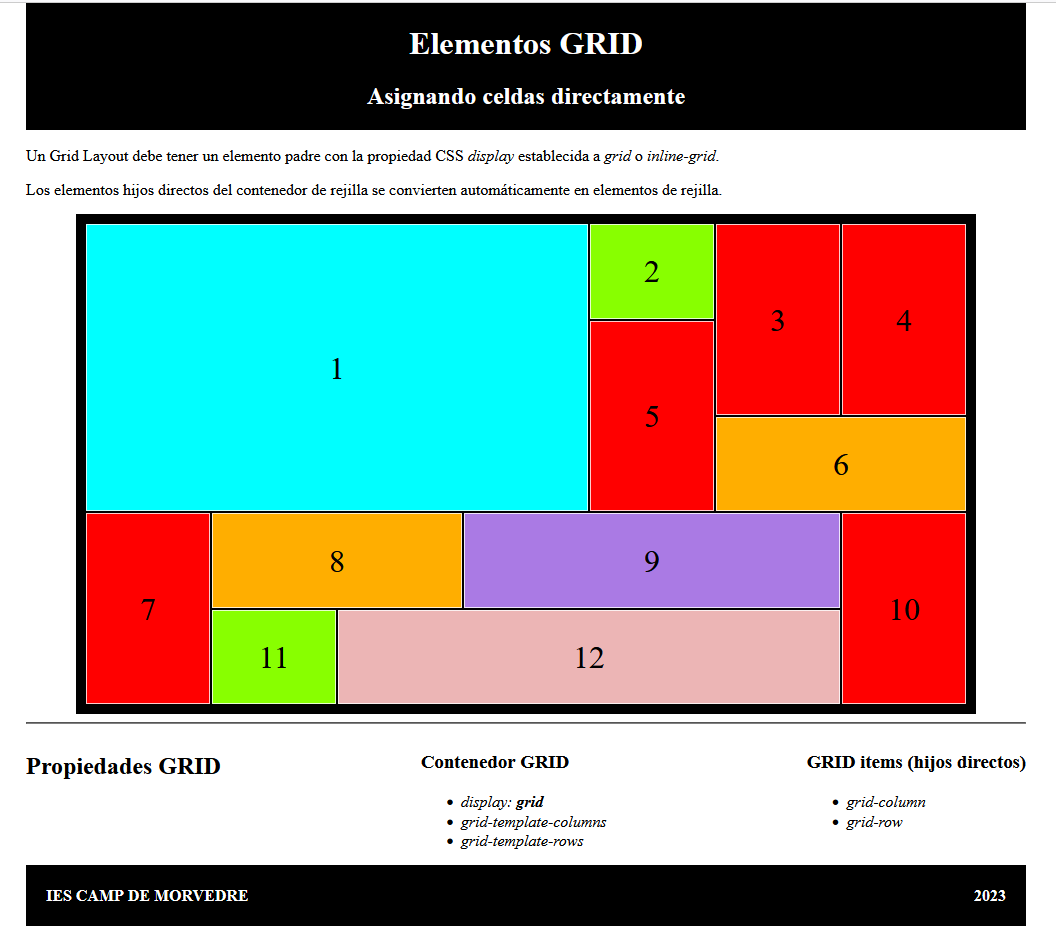 Elementos GRID
Asignando celdas directamente
Un Grid Layout debe tener un elemento padre con la propiedad CSS display establecida a grid o inline-grid.
Los elementos hijos directos del contenedor de rejilla se convierten automáticamente en elementos de rejilla.
1
2
3
4
5
6
7
8
9
10
11
12
Propiedades GRID
Contenedor GRID
• display: grid
• grid-template-columns
• grid-template-rows
GRID items (hijos directos)
• grid-column
• grid-row
IES CAMP DE MORVEDRE
2023